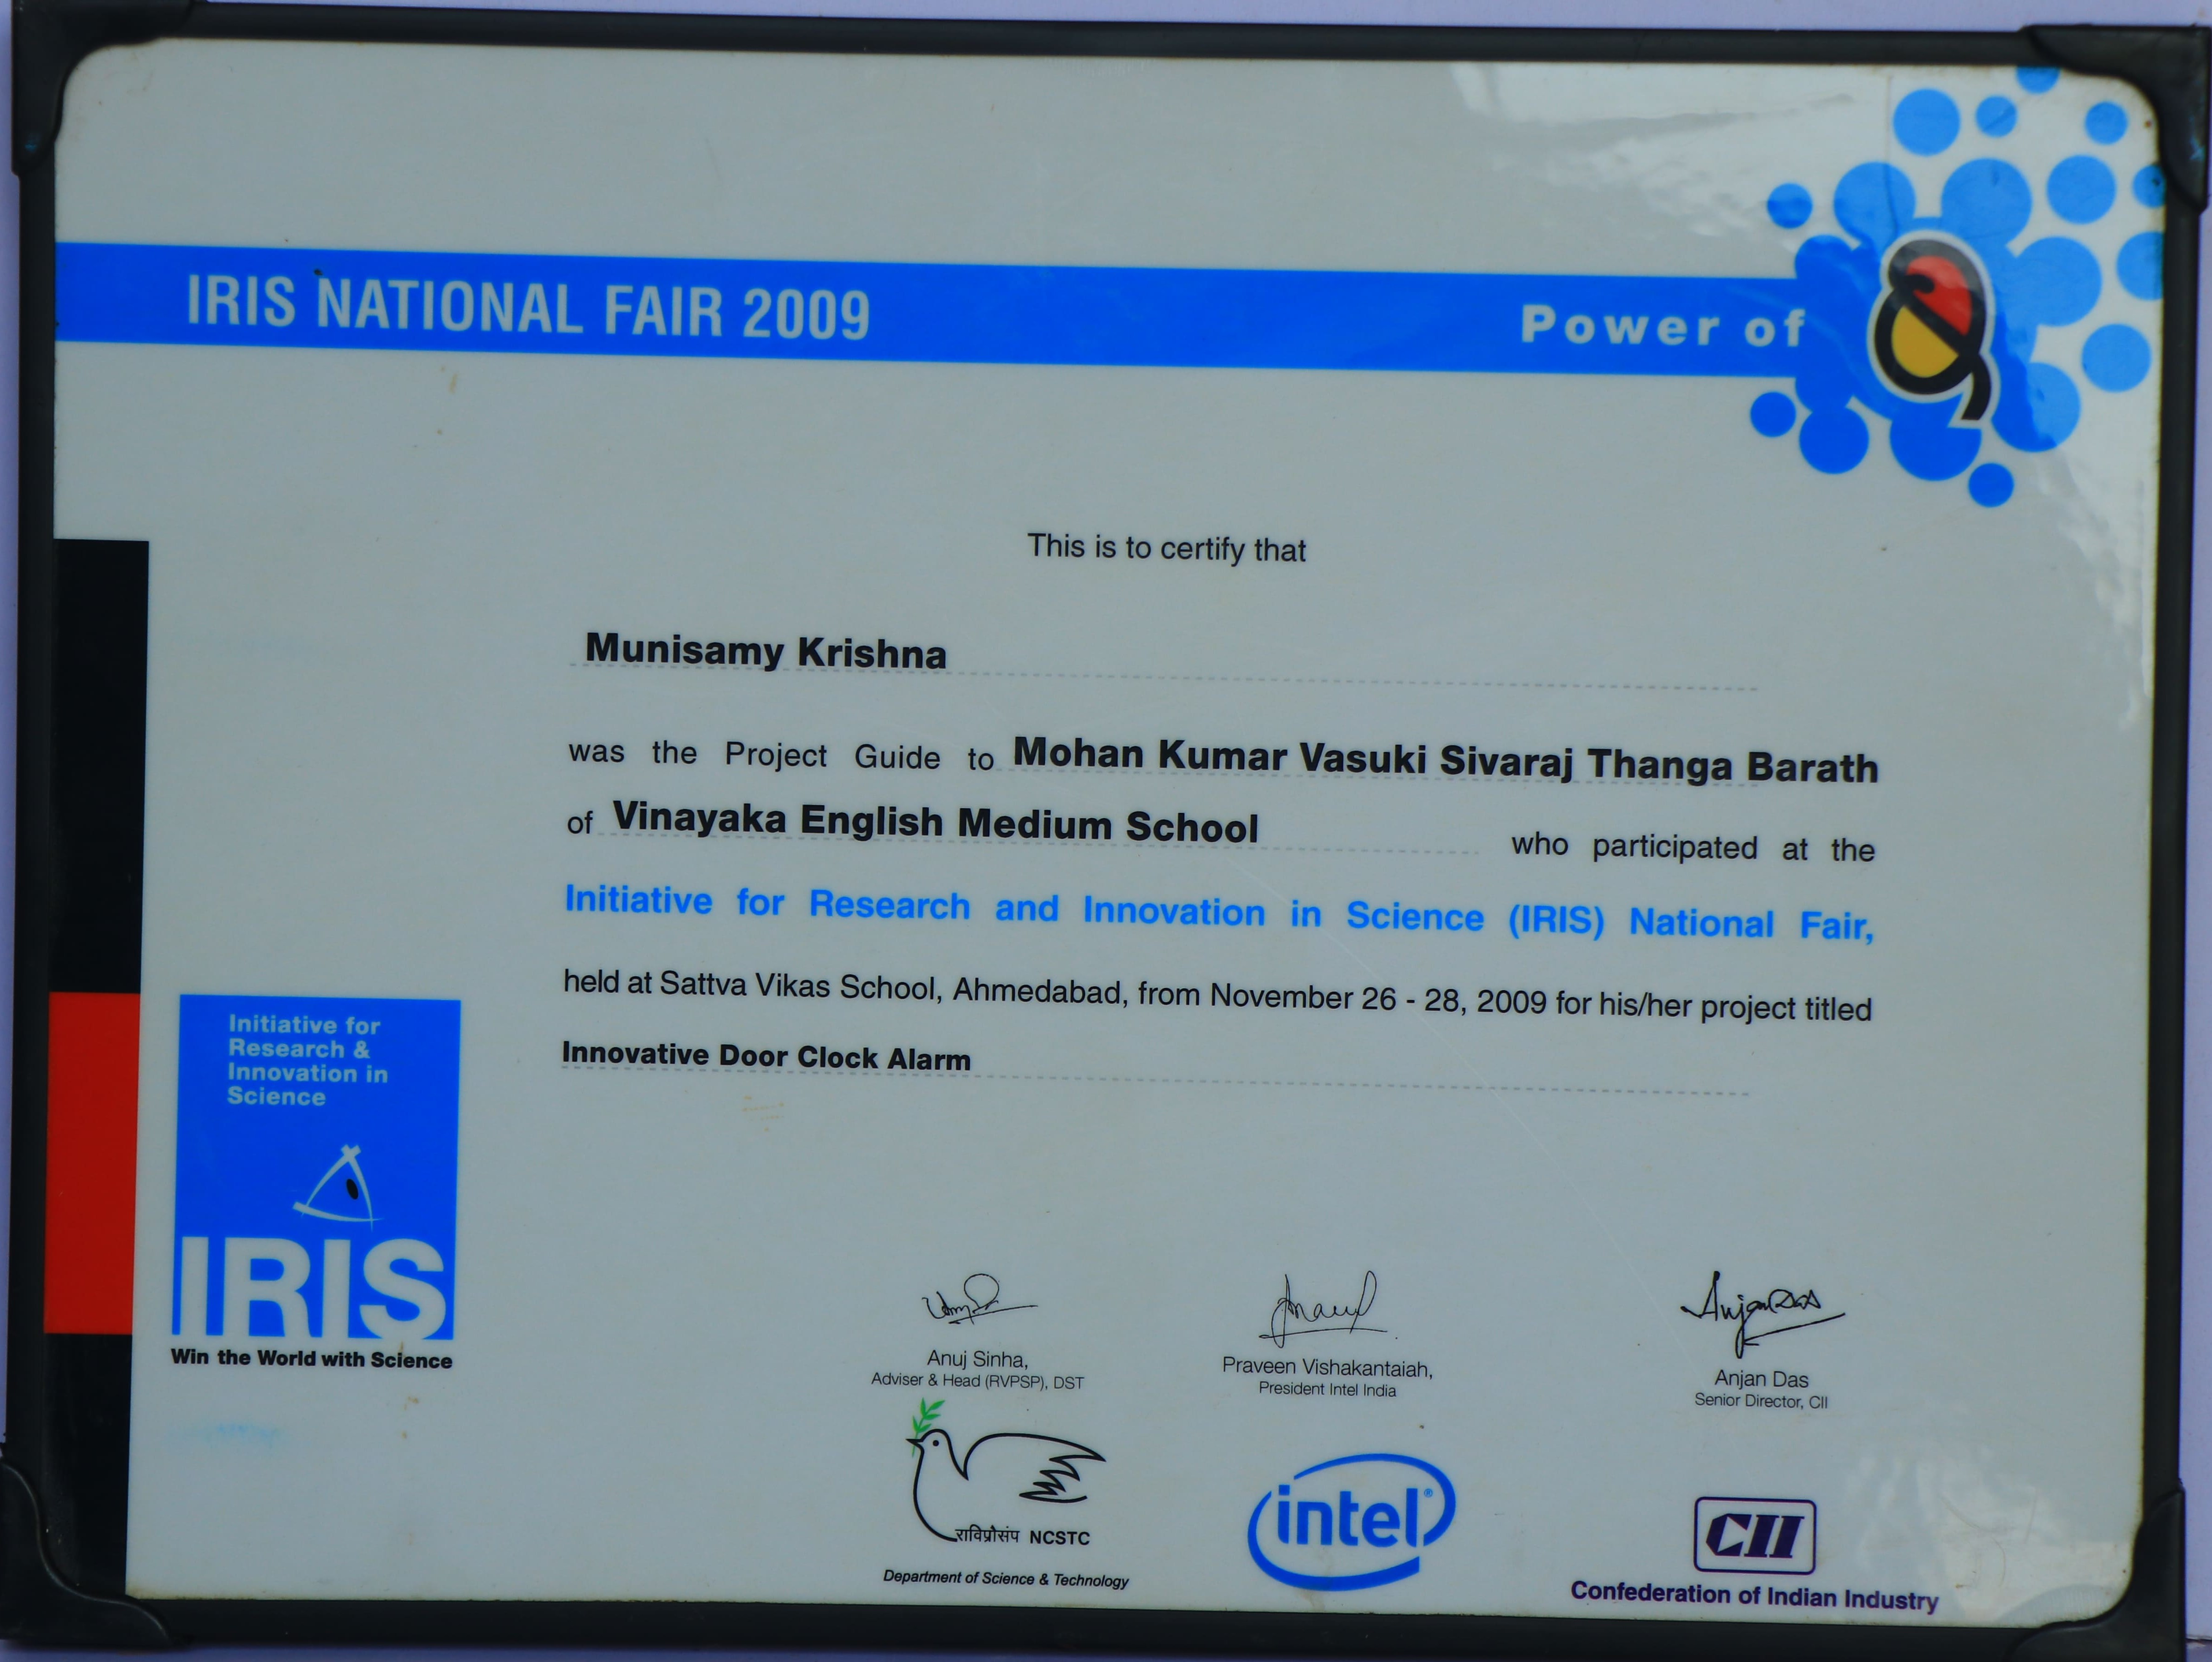 IRIS NATIONAL FAIR 2009
Power of
This is to certify that
Munisamy Krishna
was the Project Guide to Mohan Kumar Vasuki Sivaraj Thanga Barath
of Vinayaka English Medium School who participated at the
Initiative for Research and Innovation in Science (IRIS) National Fair,
held at Sattva Vikas School, Ahmedabad, from November 26 - 28, 2009 for his/her project titled
Innovative Door Clock Alarm
Initiative for
Research &
Innovation in
Science
IRIS
Win the World with Science
Anuj Sinha,
Adviser & Head (RVPSP), DST
राविप्रौसंप NCSTC
Department of Science & Technology
Praveen Vishakantaiah,
President Intel India
intel®
AnjanDas
Anjan Das
Senior Director, CII
CII
Confederation of Indian Industry